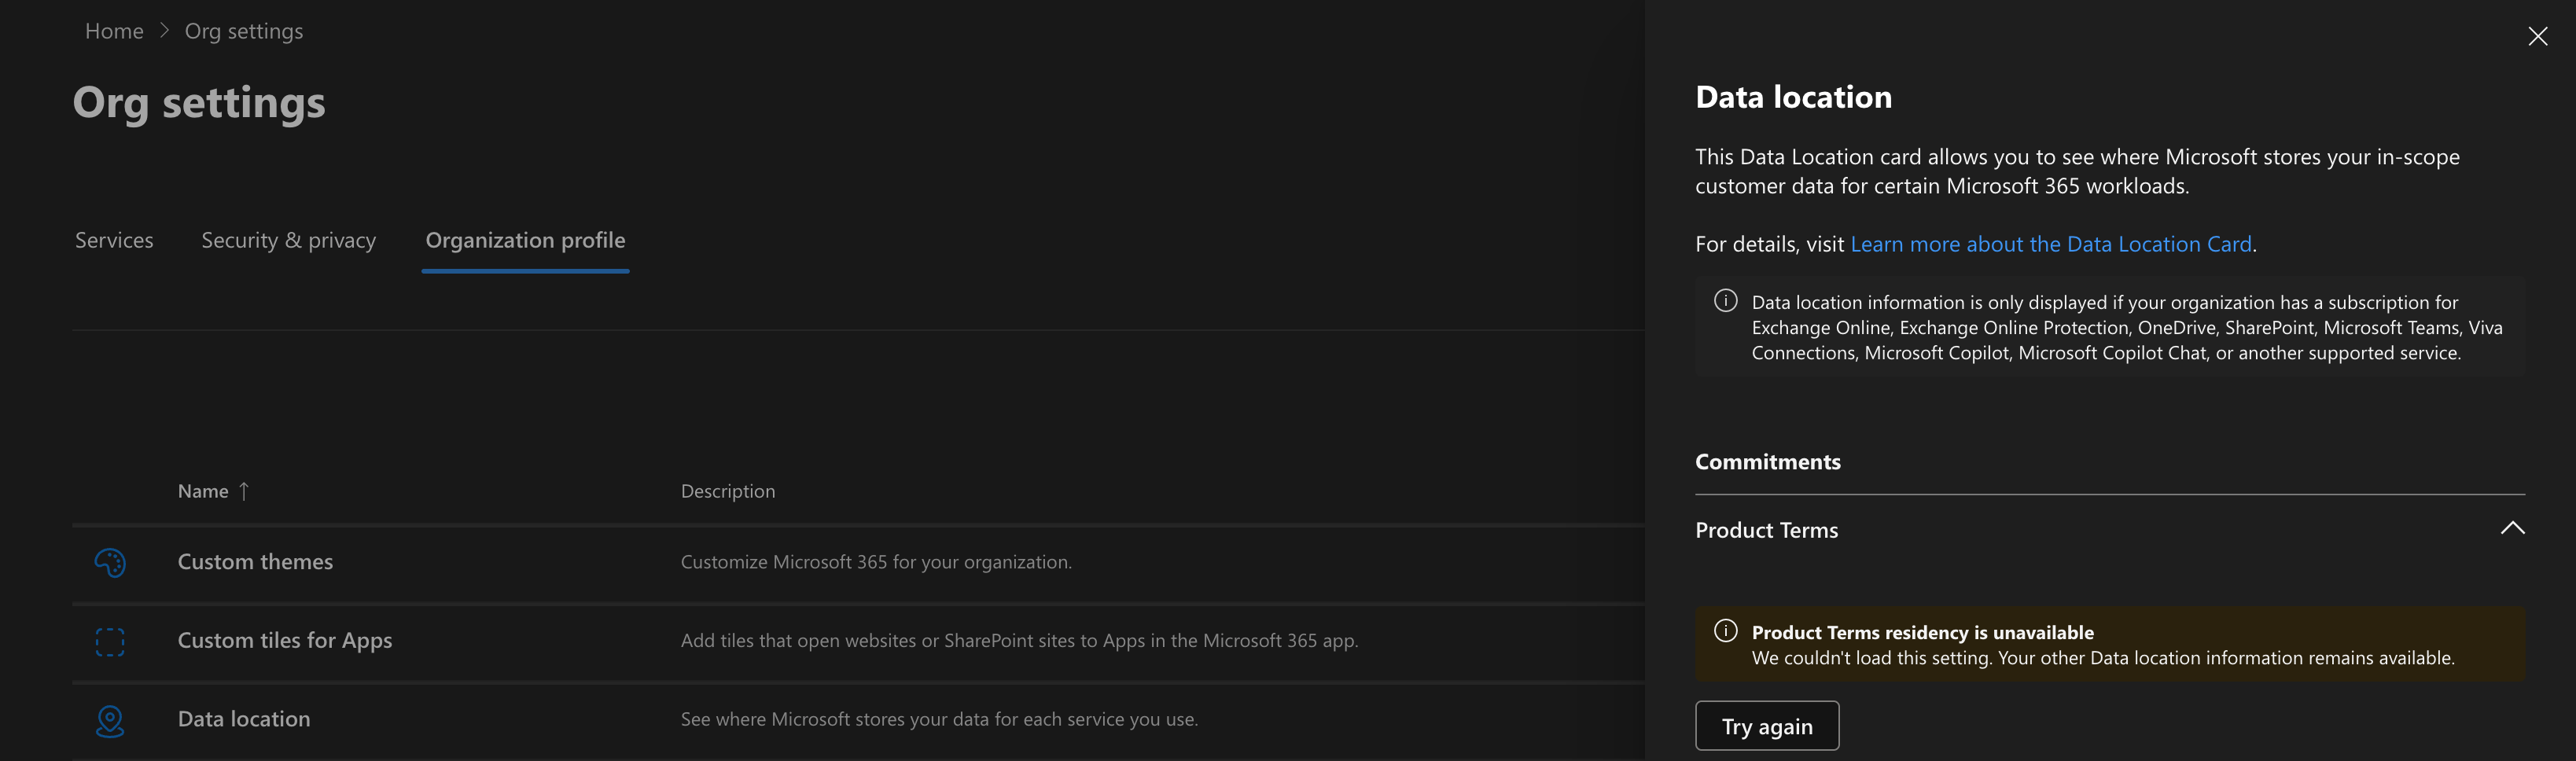 Home > Org settings
Org settings
Services Security & privacy Organization profile
Name ↑ Description
Custom themes Customize Microsoft 365 for your organization.
Custom tiles for Apps Add tiles that open websites or SharePoint sites to Apps in the Microsoft 365 app.
Data location See where Microsoft stores your data for each service you use.
Data location
This Data Location card allows you to see where Microsoft stores your in-scope
customer data for certain Microsoft 365 workloads.
For details, visit Learn more about the Data Location Card.
Data location information is only displayed if your organization has a subscription for
Exchange Online, Exchange Online Protection, OneDrive, SharePoint, Microsoft Teams, Viva
Connections, Microsoft Copilot, Microsoft Copilot Chat, or another supported service.
Commitments
Product Terms
Product Terms residency is unavailable
We couldn't load this setting. Your other Data location information remains available.
Try again